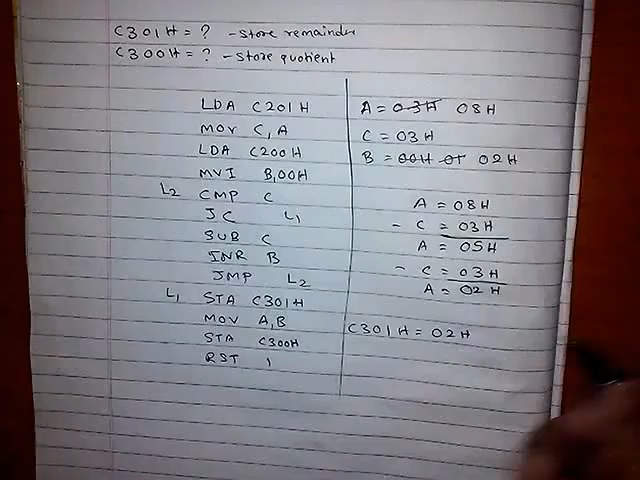 C301H = ? - Store remainder
C300H = ? - Store quotient
LDA C201H
MOV C, A
LDA C200H
MVI B, 00H
L2 CMP C
JC L1
SUB C
INR B
JMP L2
L1 STA C301H
MOV A, B
STA C300H
RST 1
A = 03H 08H
C = 03H
B = 00H 01 02H
A = 08H
- C = 03H
A = 05H
- C = 03H
A = 02H
C301H = 02H